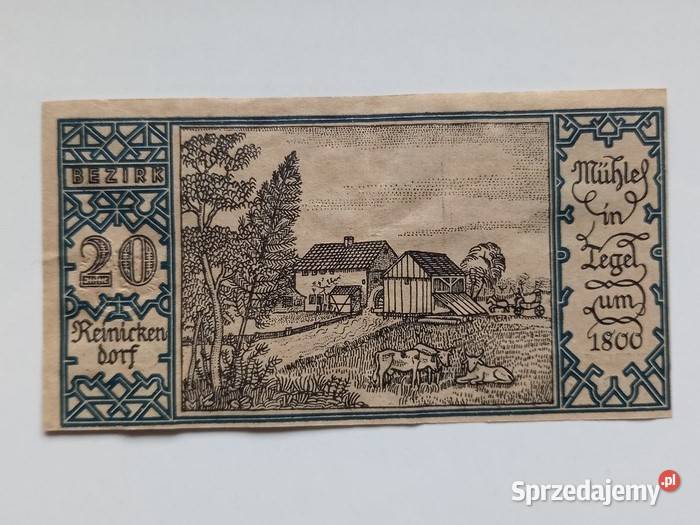 BEZIRK
20
Reinicken
dorf
Mühle
in
Tegel
um
1800
Sprzedajemy.pl